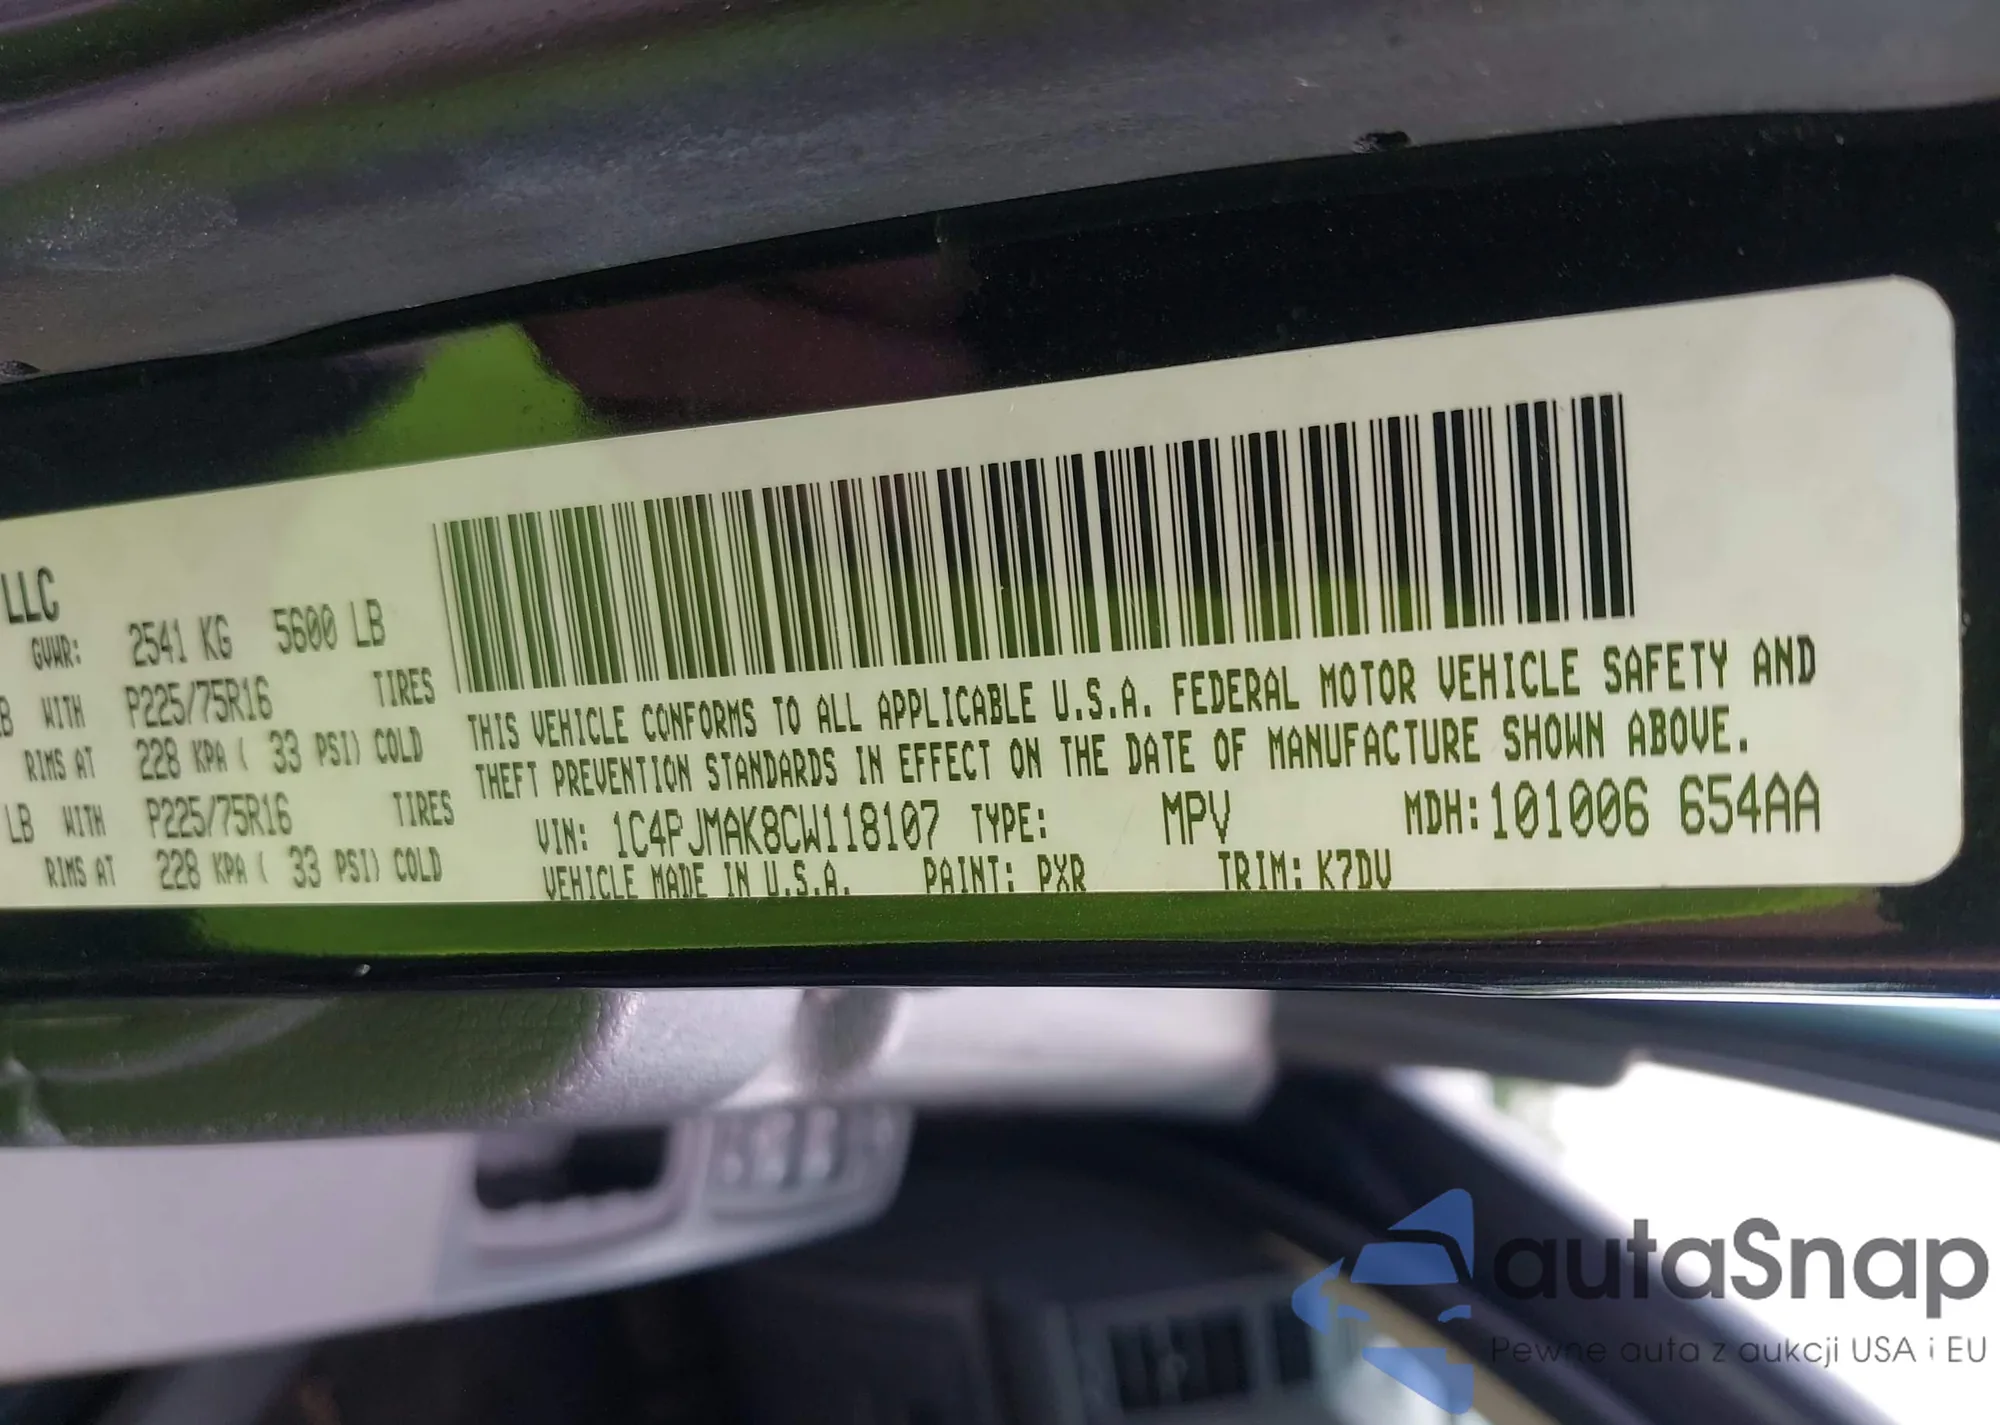 LLC
GVWR: 2541 KG 5600 LB
B WITH P225/75R16 TIRES
RIMS AT 228 KPA ( 33 PSI) COLD
LB WITH P225/75R16 TIRES
RIMS AT 228 KPA ( 33 PSI) COLD
THIS VEHICLE CONFORMS TO ALL APPLICABLE U.S.A. FEDERAL MOTOR VEHICLE SAFETY AND
THEFT PREVENTION STANDARDS IN EFFECT ON THE DATE OF MANUFACTURE SHOWN ABOVE.
VIN: 1C4PJMAK8CW118107 TYPE: MPV MDH:101006 654AA
VEHICLE MADE IN U.S.A. PAINT: PXR TRIM: K7DV
autaSnap
Pewne auta z aukcji USA i EU